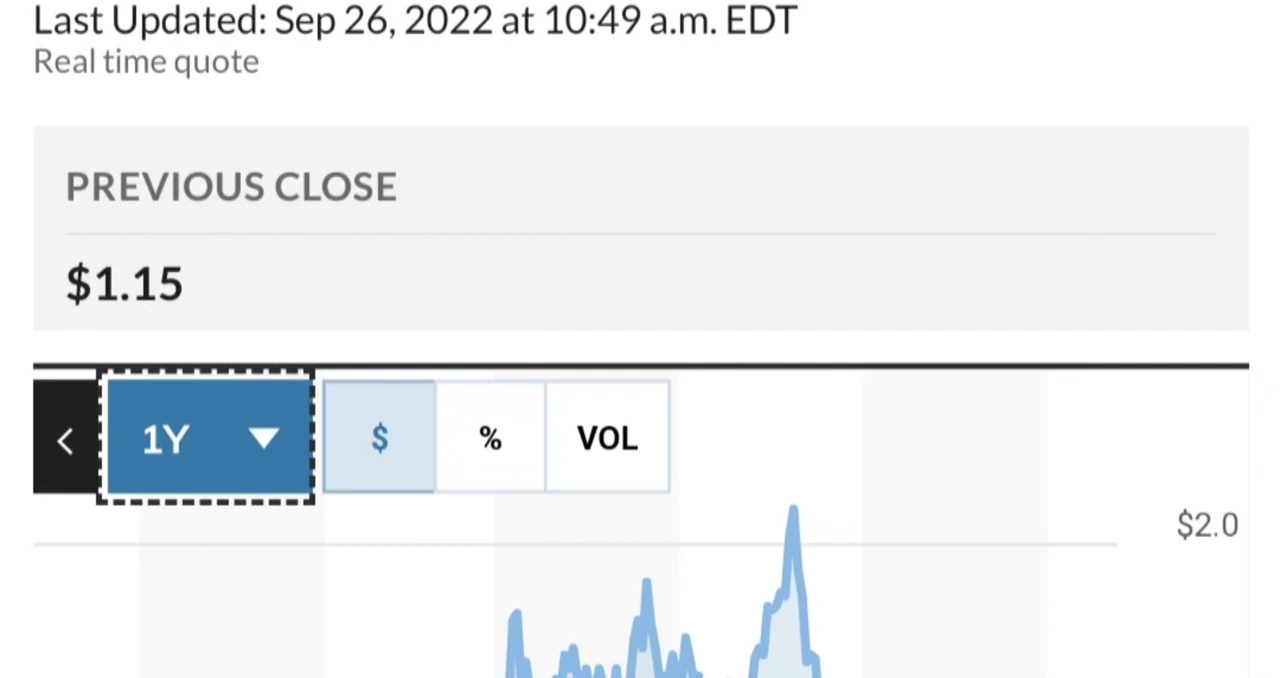 Last Updated: Sep 26, 2022 at 10:49 a.m. EDT
Real time quote
PREVIOUS CLOSE
$1.15
1Y $ % VOL
$2.0